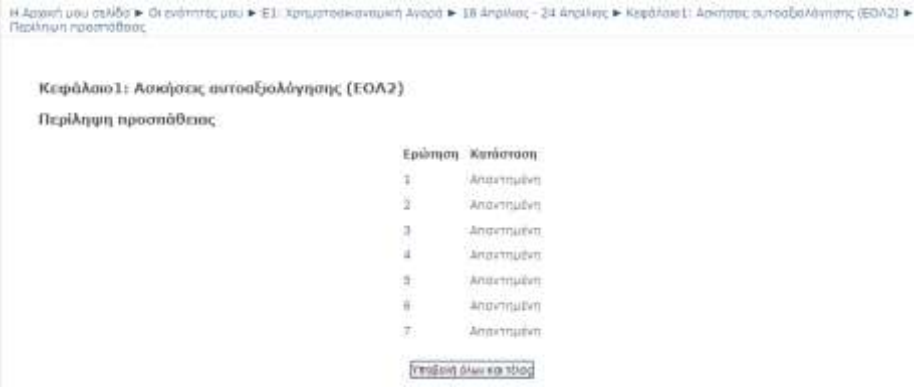 Η Αρχική μου σελίδα ► Οι ενότητές μου ► Ε1: Χρηματοοικονομική Αγορά ► 18 Απρίλιος - 24 Απρίλιος ► Κεφάλαιο1: Ασκήσεις αυτοαξιολόγησης (ΕΟΛ2) ►
Περίληψη προσπάθειας
Κεφάλαιο1: Ασκήσεις αυτοαξιολόγησης (ΕΟΛ2)
Περίληψη προσπάθειας
Ερώτηση Κατάσταση
1 Απαντημένη
2 Απαντημένη
3 Απαντημένη
4 Απαντημένη
5 Απαντημένη
6 Απαντημένη
7 Απαντημένη
Υποβολή όλων και τέλος